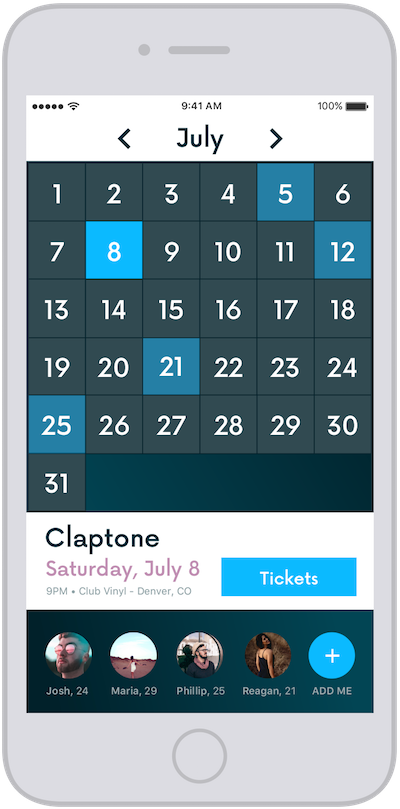 9:41 AM 100%
July
1 2 3 4 5 6
7 8 9 10 11 12
13 14 15 16 17 18
19 20 21 22 23 24
25 26 27 28 29 30
31
Claptone
Saturday, July 8
9PM • Club Vinyl - Denver, CO
Tickets
Josh, 24 Maria, 29 Phillip, 25 Reagan, 21 ADD ME